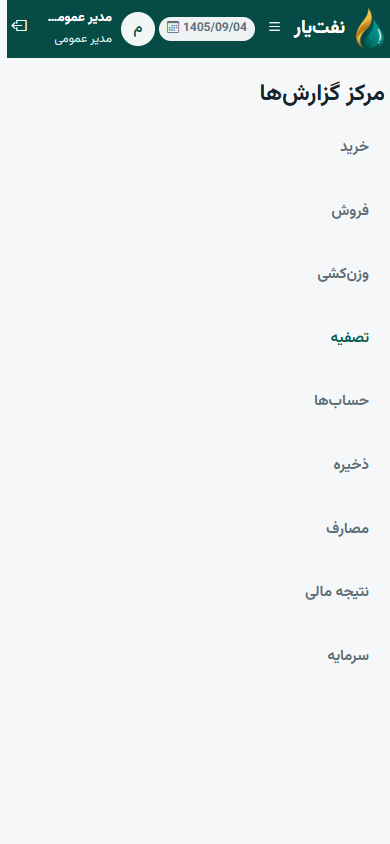 نفت‌یار
1405/09/04
م
مدیر عمومـ...
مدیر عمومی
مرکز گزارش‌ها
خرید
فروش
وزن‌کشی
تصفیه
حساب‌ها
ذخیره
مصارف
نتیجه مالی
سرمایه